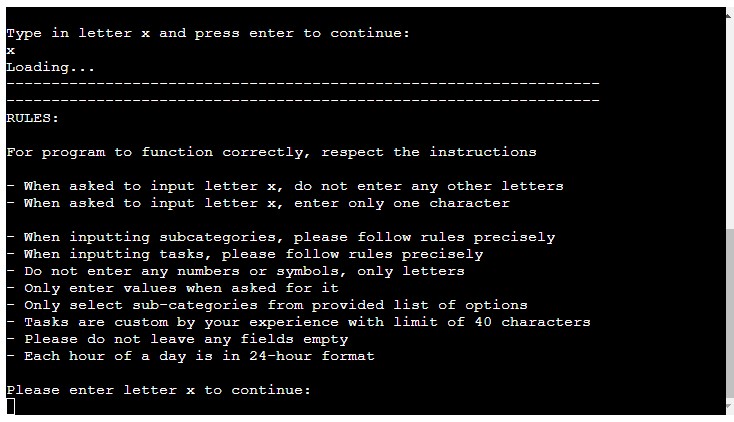 Type in letter x and press enter to continue:
x
Loading...
------------------------------------------------------------------
------------------------------------------------------------------
RULES:
For program to function correctly, respect the instructions
- When asked to input letter x, do not enter any other letters
- When asked to input letter x, enter only one character
- When inputting subcategories, please follow rules precisely
- When inputting tasks, please follow rules precisely
- Do not enter any numbers or symbols, only letters
- Only enter values when asked for it
- Only select sub-categories from provided list of options
- Tasks are custom by your experience with limit of 40 characters
- Please do not leave any fields empty
- Each hour of a day is in 24-hour format
Please enter letter x to continue: